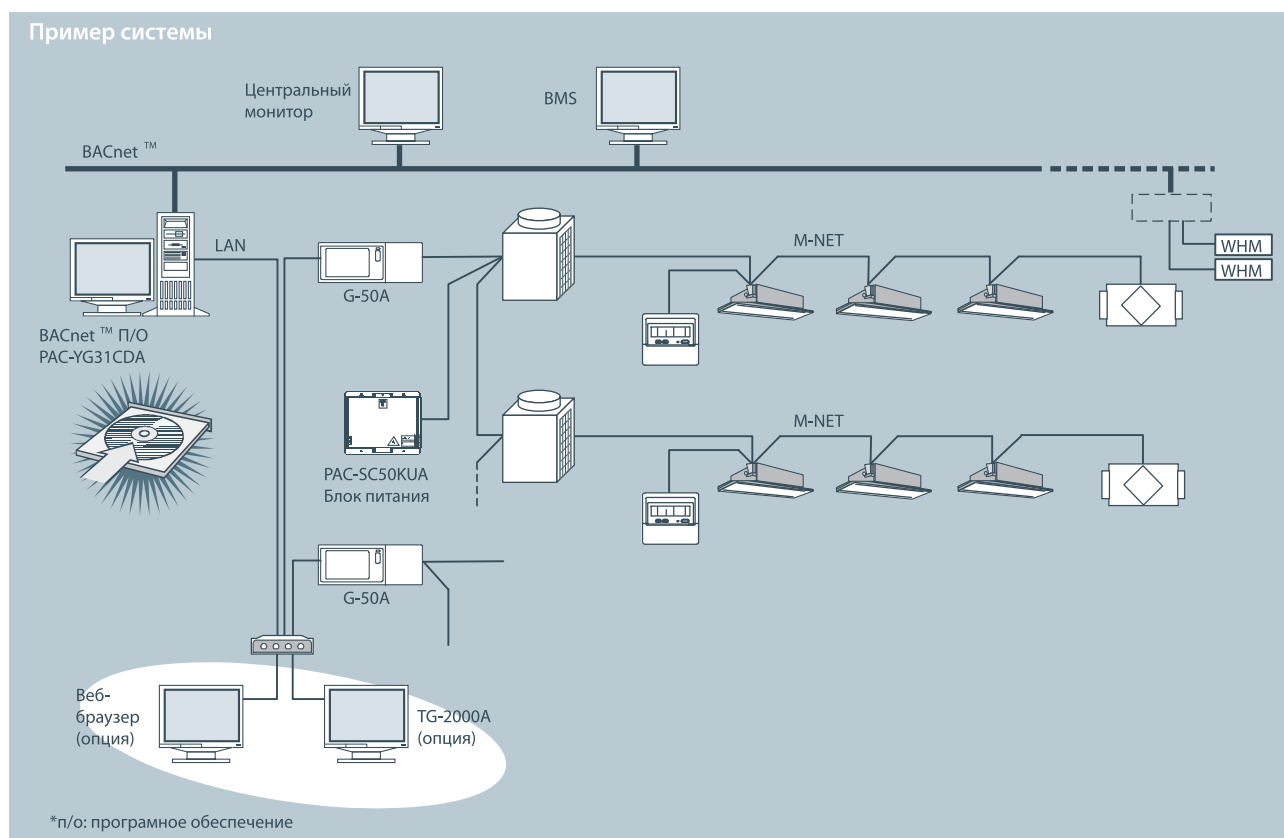 Пример системы
Центральный
монитор
BMS
BACnet ™
LAN
G-50A
M-NET
WHM
WHM
BACnet ™ П/О
PAC-YG31CDA
PAC-SC50KUA
Блок питания
M-NET
G-50A
Веб-
браузер
(опция)
TG-2000A
(опция)
*п/о: програмное обеспечение